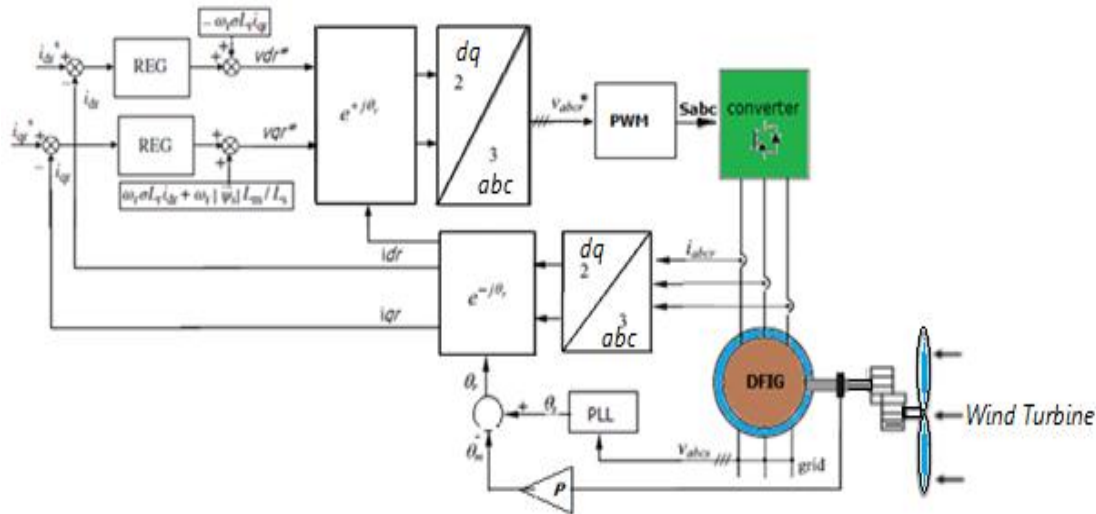 − ω_r σL_r i_qr
i_dr* +
REG
+ +
vdr*
−
i_dr
i_qr* +
REG
+ +
vqr*
−
i_qr
ω_r σL_r i_dr + ω_r |ψ_s| L_m / L_s
e^{+jθ_r}
dq
2
3
abc
v_abcr*
PWM
Sabc
converter
idr
iqr
e^{−jθ_r}
dq
2
3
abc
i_abcr
θ_r
+
θ_s
PLL
−
θ_m
v_abcs
P
DFIG
grid
Wind Turbine